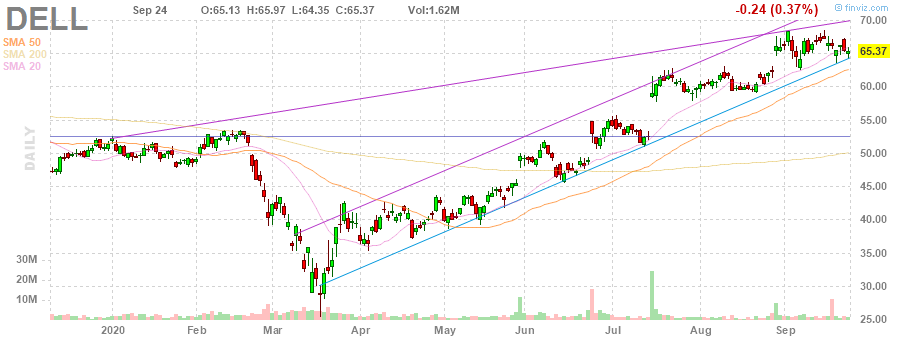 DELL
Sep 24 O:65.13 H:65.97 L:64.35 C:65.37 Vol:1.62M -0.24 (0.37%)
© finviz.com
SMA 50
SMA 200
SMA 20
DAILY
70.00
65.37
60.00
55.00
50.00
45.00
40.00
35.00
30.00
25.00
30M
20M
10M
2020 Feb Mar Apr May Jun Jul Aug Sep